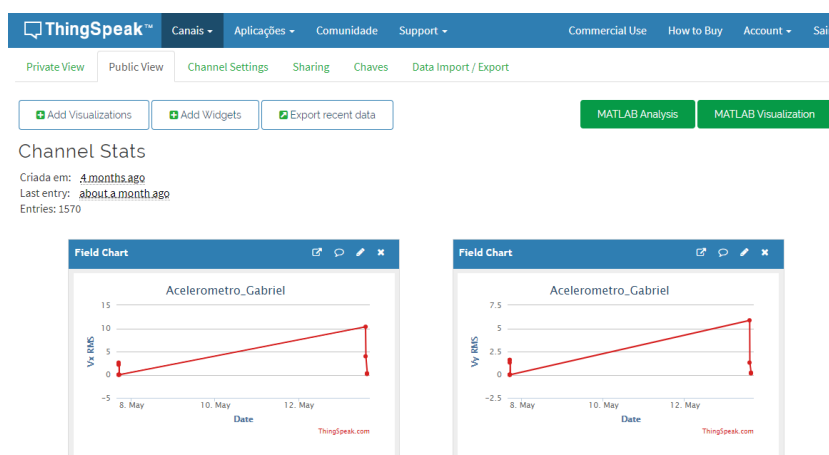 ThingSpeak™ Canais Aplicações Comunidade Support Commercial Use How to Buy Account Sai
Private View Public View Channel Settings Sharing Chaves Data Import / Export
Add Visualizations Add Widgets Export recent data MATLAB Analysis MATLAB Visualization
Channel Stats
Criada em: 4 months ago
Last entry: about a month ago
Entries: 1570
Field Chart
Acelerometro_Gabriel
Vx RMS
15
10
5
0
-5
8. May 10. May 12. May
Date
ThingSpeak.com
Field Chart
Acelerometro_Gabriel
Vy RMS
7.5
5
2.5
0
-2.5
8. May 10. May 12. May
Date
ThingSpeak.com